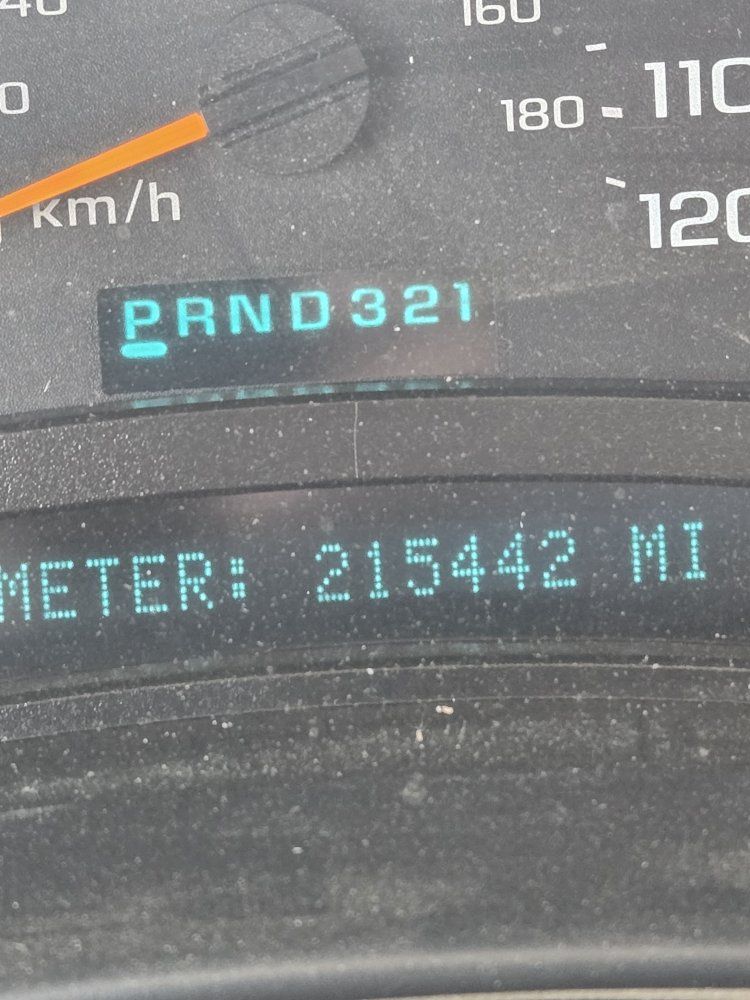 160
180 110
km/h
120
PRND321
METER: 215442 MI